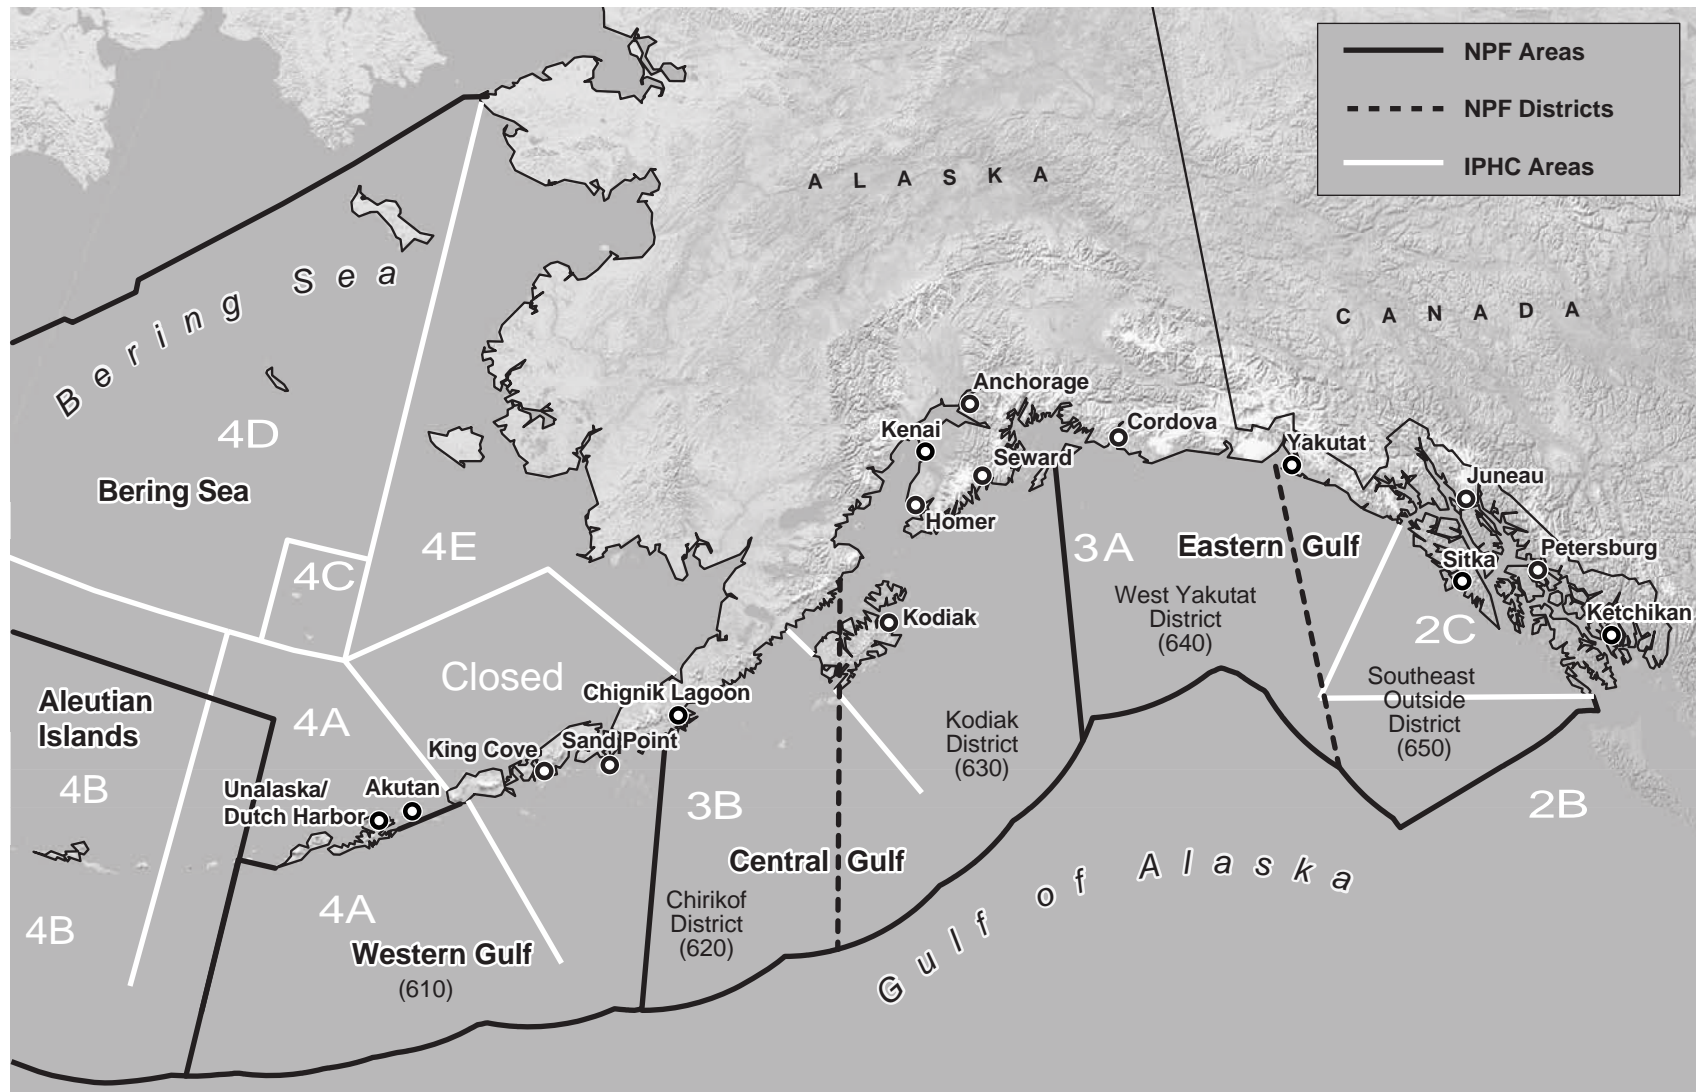 NPF Areas
NPF Districts
IPHC Areas
ALASKA
CANADA
Bering Sea
4D
Bering Sea
4C
4E
Closed
Aleutian
Islands
4B
4A
4B
4A
Unalaska/
Dutch Harbor
Akutan
King Cove
Sand Point
Chignik Lagoon
Western Gulf
(610)
Anchorage
Kenai
Seward
Homer
Kodiak
Cordova
Yakutat
Juneau
Sitka
Petersburg
Ketchikan
3A
Eastern Gulf
West Yakutat
District
(640)
2C
Southeast
Outside
District
(650)
Kodiak
District
(630)
3B
Central Gulf
Chirikof
District
(620)
2B
Gulf of Alaska